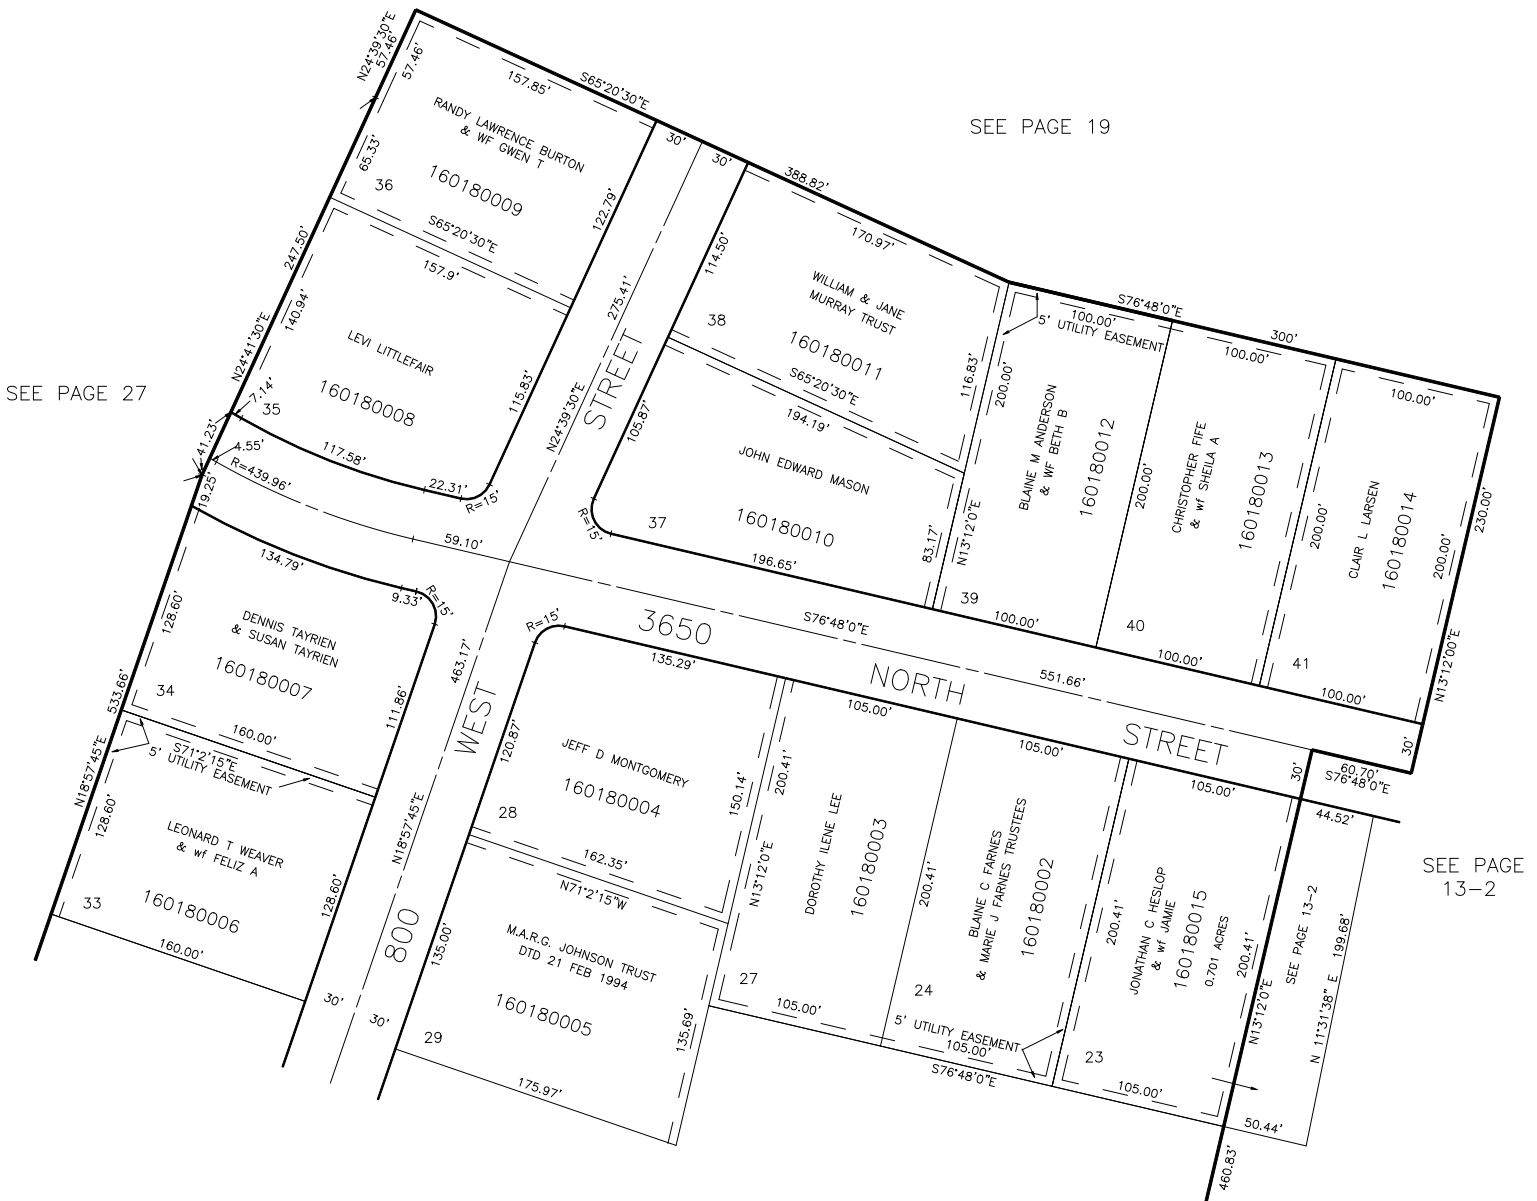 N24°39'30"E
57.46'
57.46'
157.85'
S65°20'30"E
RANDY LAWRENCE BURTON
& WF GWEN T
160180009
65.33'
36
122.79'
S65°20'30"E
30'
30'
SEE PAGE 19
388.82'
170.97'
114.50'
WILLIAM & JANE
MURRAY TRUST
160180011
38
S65°20'30"E
116.83'
247.50'
140.94'
157.9'
LEVI LITTLEFAIR
160180008
N24°41'30"E
7.14'
35
115.83'
275.41'
STREET
N24°39'30"E
105.87'
194.19'
JOHN EDWARD MASON
160180010
37
R=15'
196.65'
83.17'
SEE PAGE 27
41.23'
4.55'
R=439.96'
117.58'
22.31'
R=15'
19.25'
59.10'
S76°48'0"E
100.00'
5' UTILITY EASEMENT
200.00'
BLAINE M ANDERSON
& WF BETH B
160180012
N13°12'0"E
39
100.00'
300'
100.00'
200.00'
CHRISTOPHER FIFE
& wf SHEILA A
160180013
40
100.00'
100.00'
200.00'
CLAIR L LARSEN
160180014
200.00'
230.00'
41
100.00'
N13°12'00"E
30'
134.79'
9.33'
R=15'
128.60'
DENNIS TAYRIEN
& SUSAN TAYRIEN
160180007
34
111.86'
533.66'
160.00'
S71°2'15"E
5' UTILITY EASEMENT
N18°57'45"E
128.60'
LEONARD T WEAVER
& wf FELIZ A
160180006
33
128.60'
160.00'
463.17'
WEST
N18°57'45"E
800
30'
30'
R=15'
3650
NORTH
STREET
S76°48'0"E
551.66'
135.29'
120.87'
JEFF D MONTGOMERY
160180004
28
150.14'
162.35'
N71°2'15"W
135.00'
M.A.R.G. JOHNSON TRUST
DTD 21 FEB 1994
160180005
29
135.69'
175.97'
105.00'
200.41'
N13°12'0"E
DOROTHY ILENE LEE
160180003
27
105.00'
200.41'
105.00'
BLAINE C FARNES
& MARIE J FARNES TRUSTEES
160180002
24
5' UTILITY EASEMENT
105.00'
S76°48'0"E
105.00'
200.41'
JONATHAN C HESLOP
& wf JAMIE
160180015
0.701 ACRES
200.41'
23
105.00'
30'
60.70'
S76°48'0"E
44.52'
N13°12'0"E
SEE PAGE 13-2
N 11°31'38" E 199.68'
50.44'
460.83'
SEE PAGE
13-2